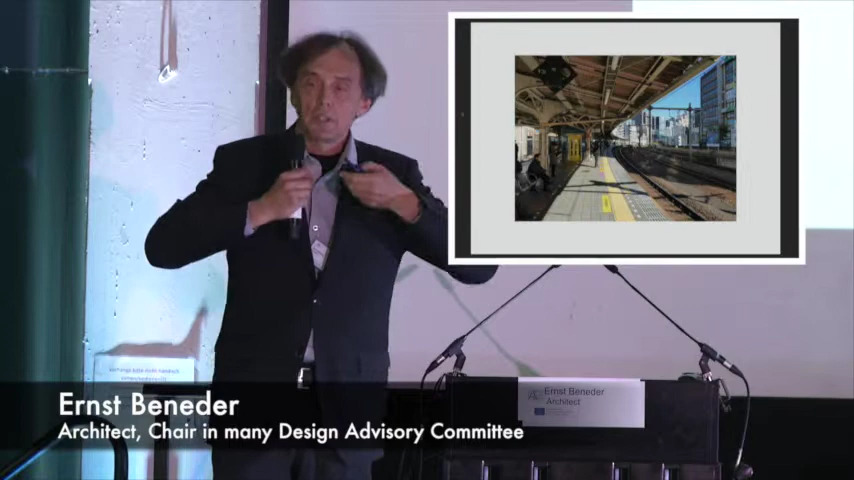 Ernst Beneder
Architect
Ernst Beneder
Architect, Chair in many Design Advisory Committee